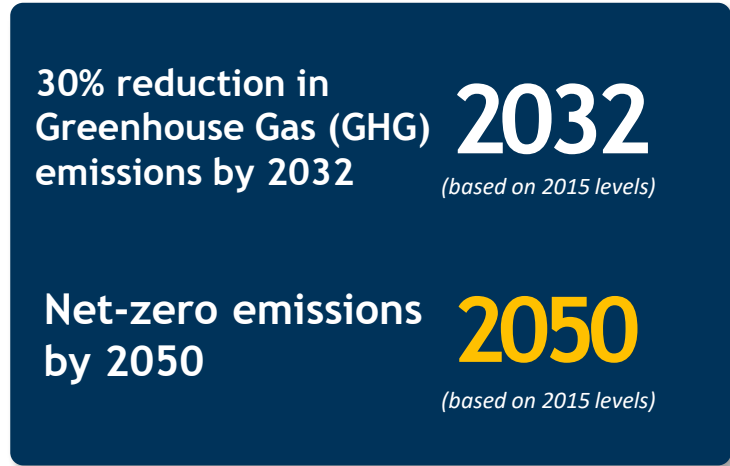 30% reduction in
Greenhouse Gas (GHG)
emissions by 2032
2032
(based on 2015 levels)
Net-zero emissions
by 2050
2050
(based on 2015 levels)